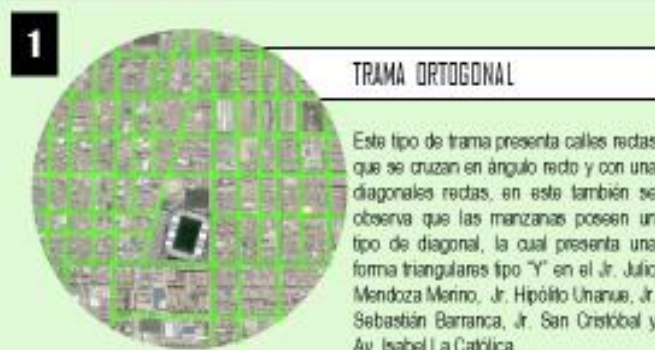 1
TRAMA ORTOGONAL
Este tipo de trama presenta calles rectas
que se cruzan en ángulo recto y con una
diagonales rectas, en este también se
observa que las manzanas poseen un
tipo de diagonal, la cual presenta una
forma triangulares tipo "Y" en el Jr. Julio
Mendoza Merino, Jr. Hipólito Unanue, Jr.
Sebastián Barranca, Jr. San Cristóbal y
Av. Isabel La Católica